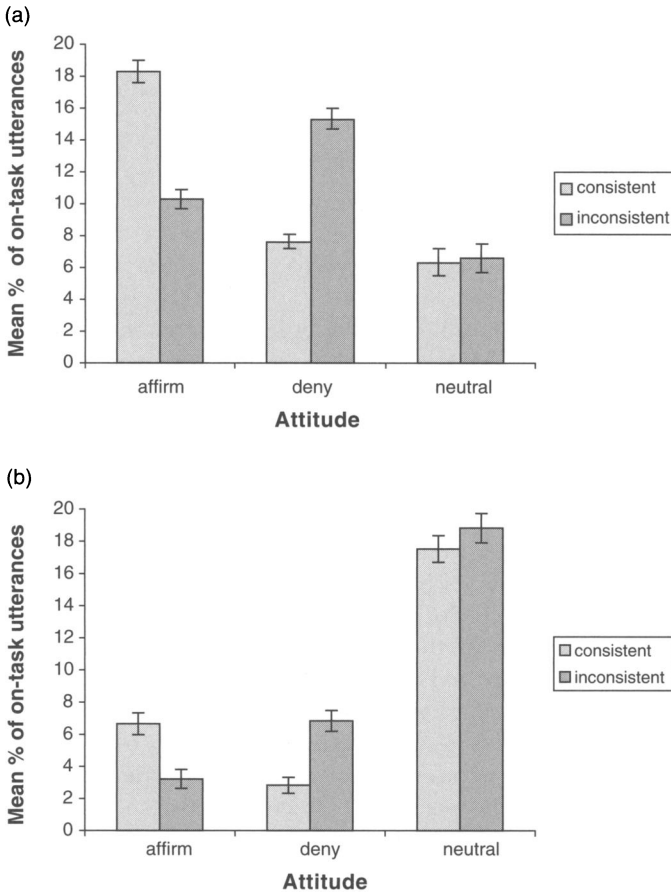 (a)
Mean % of on-task utterances
20
18
16
14
12
10
8
6
4
2
0
affirm deny neutral
Attitude
consistent
inconsistent
(b)
Mean % of on-task utterances
20
18
16
14
12
10
8
6
4
2
0
affirm deny neutral
Attitude
consistent
inconsistent